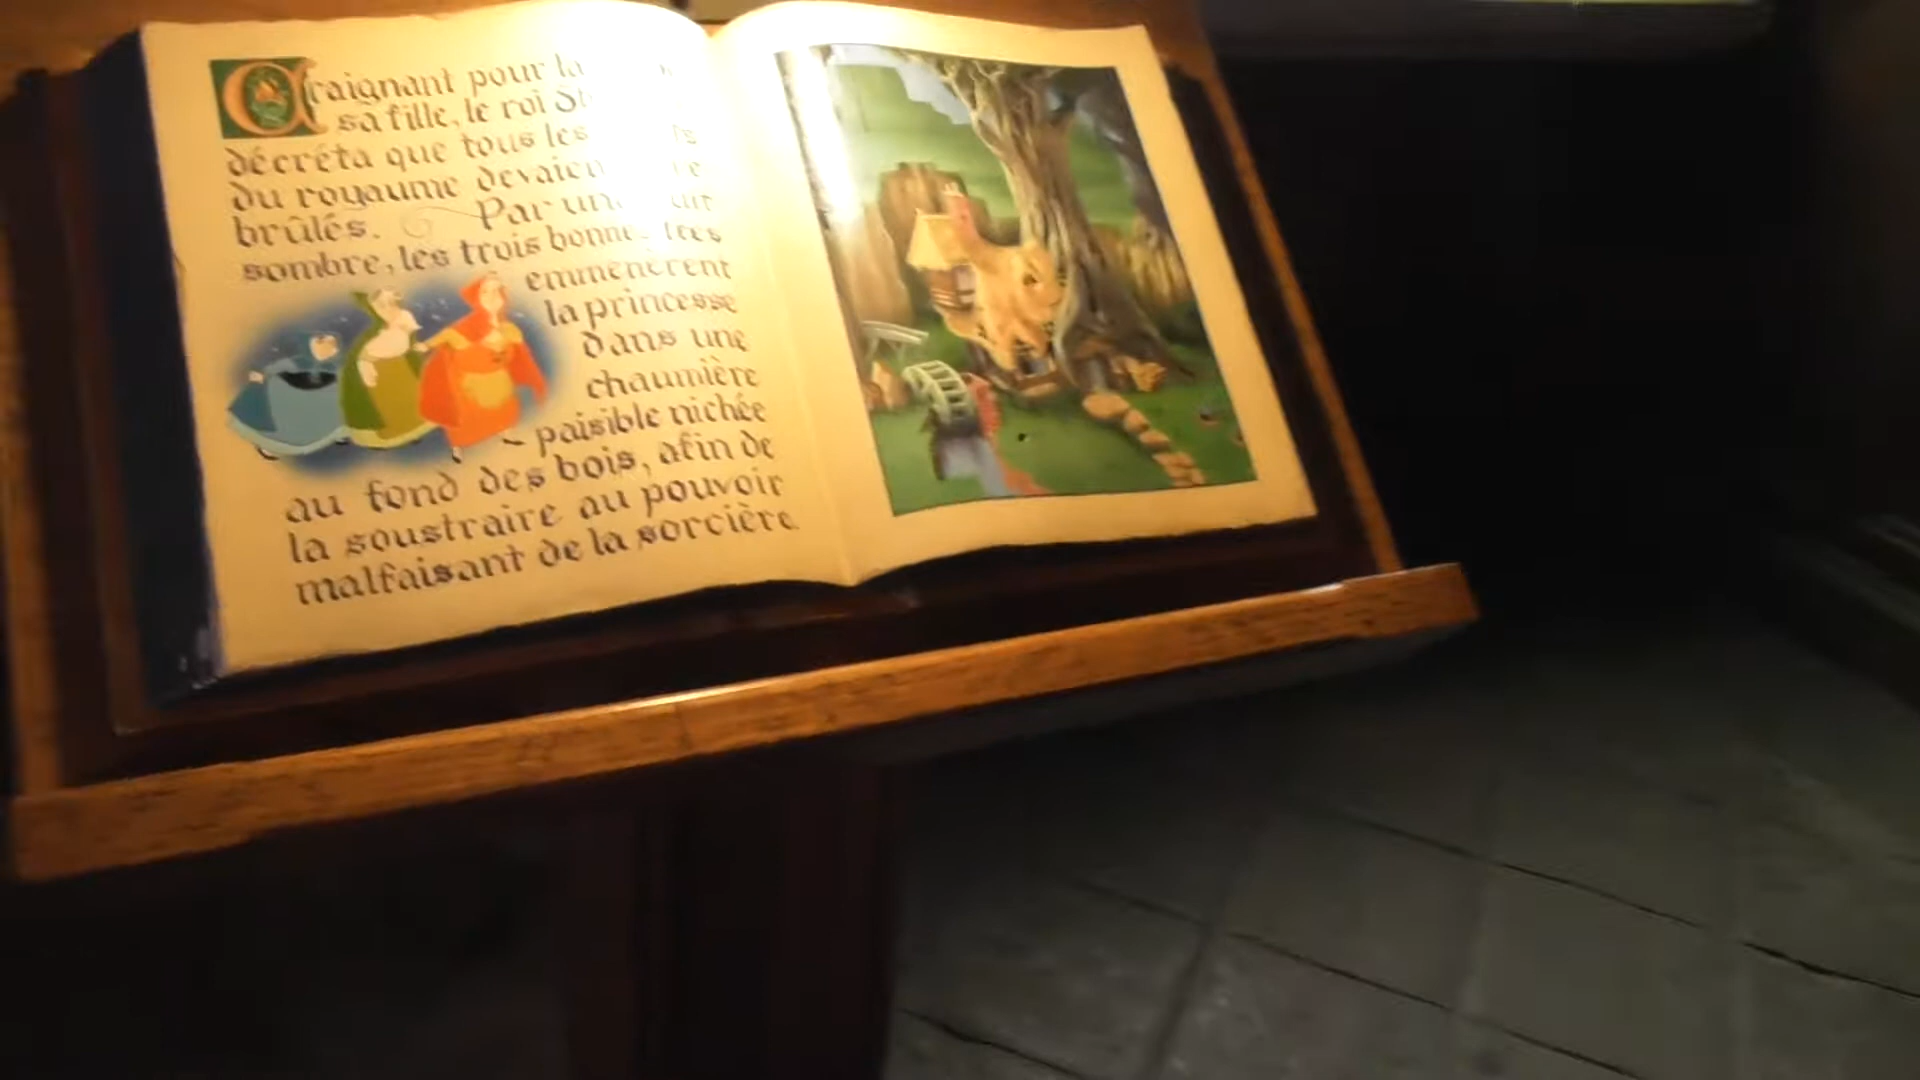 Craignant pour la
sa fille, le roi
décréta que tous les
du royaume
brûlés. Par
sombre, les trois bonnes fées
emmenèrent
la princesse
dans une
chaumière
paisible nichée
au fond des bois, afin de
la soustraire au pouvoir
malfaisant de la sorcière.